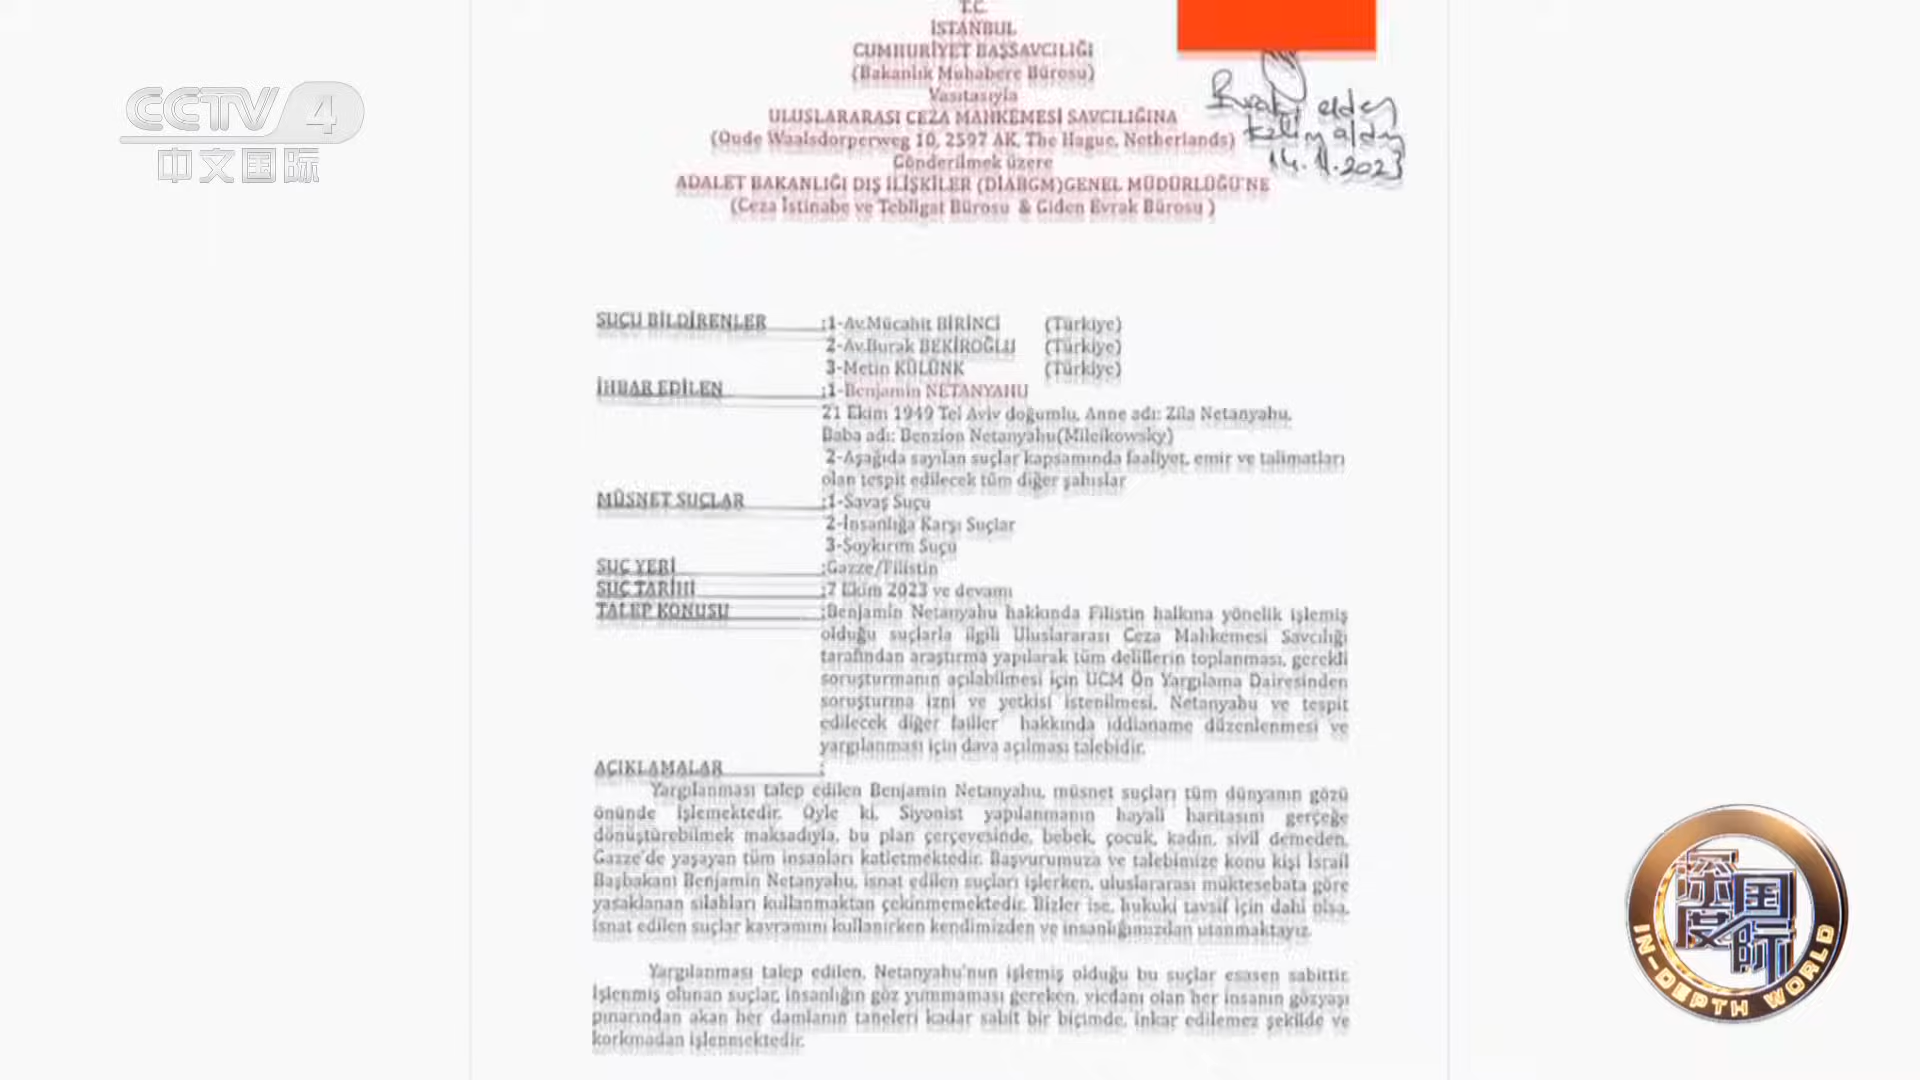 T.C.
İSTANBUL
CUMHURİYET BAŞSAVCILIĞI
(Bakanlık Muhabere Bürosu)
Vasıtasıyla
ULUSLARARASI CEZA MAHKEMESİ SAVCILIĞINA
(Oude Waalsdorperweg 10, 2597 AK, The Hague, Netherlands)
Gönderilmek üzere
ADALET BAKANLIĞI DIŞ İLİŞKİLER (DİABGM)GENEL MÜDÜRLÜĞÜ'NE
(Ceza İstinabe ve Tebligat Bürosu & Giden Evrak Bürosu )
elden
14.11.2023
CCTV 4
中文国际
SUÇU BİLDİRENLER :1-Av.Mücahit BİRİNCİ (Türkiye)
2-Av.Burak BEKİROĞLU (Türkiye)
3-Metin KÜLÜNK (Türkiye)
İHBAR EDİLEN :1-Benjamin NETANYAHU
21 Ekim 1949 Tel Aviv doğumlu, Anne adı: Zila Netanyahu,
Baba adı: Benzion Netanyahu(Mileikowsky)
2-Aşağıda sayılan suçlar kapsamında faaliyet, emir ve talimatları
olan tespit edilecek tüm diğer şahıslar
MÜSNET SUÇLAR :1-Savaş Suçu
2-İnsanlığa Karşı Suçlar
3-Soykırım Suçu
SUÇ YERİ :Gazze/Filistin
SUÇ TARİHİ :7 Ekim 2023 ve devamı
TALEP KONUSU :Benjamin Netanyahu hakkında Filistin halkına yönelik işlemiş
olduğu suçlarla ilgili Uluslararası Ceza Mahkemesi Savcılığı
tarafından araştırma yapılarak tüm delillerin toplanması, gerekli
soruşturmanın açılabilmesi için UCM Ön Yargılama Dairesinden
soruşturma izni ve yetkisi istenilmesi, Netanyahu ve tespit
edilecek diğer failler hakkında iddianame düzenlenmesi ve
yargılanması için dava açılması talebidir.
AÇIKLAMALAR :
Yargılanması talep edilen Benjamin Netanyahu, müsnet suçları tüm dünyanın gözü
önünde işlemektedir. Öyle ki, Siyonist yapılanmanın hayali haritasını gerçeğe
dönüştürebilmek maksadıyla, bu plan çerçevesinde, bebek, çocuk, kadın, sivil demeden,
Gazze'de yaşayan tüm insanları katletmektedir. Başvurumuza ve talebimize konu kişi İsrail
Başbakanı Benjamin Netanyahu, isnat edilen suçları işlerken, uluslararası müktesebata göre
yasaklanan silahları kullanmaktan çekinmemektedir. Bizler ise, hukuki tavsif için dahi olsa,
isnat edilen suçlar kavramını kullanırken kendimizden ve insanlığımızdan utanmaktayız.
Yargılanması talep edilen, Netanyahu'nun işlemiş olduğu bu suçlar esasen sabittir.
İşlenmiş olunan suçlar, insanlığın göz yummaması gereken, vicdanı olan her insanın gözyaşı
pınarından akan her damlanın taneleri kadar sabit bir biçimde, inkar edilemez şekilde ve
korkmadan işlenmektedir.
深度国际
IN-DEPTH WORLD